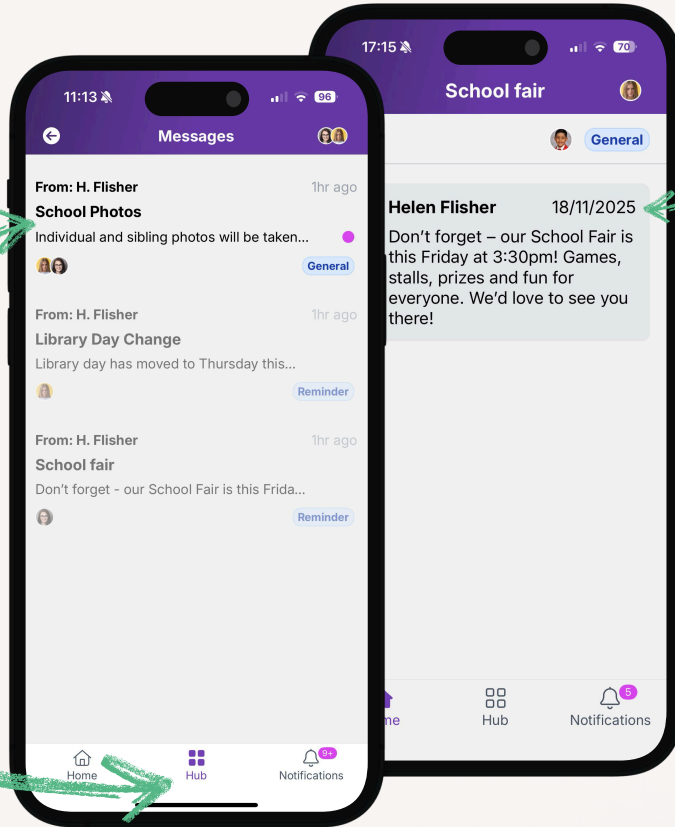 11:13
96
Messages
From: H. Flisher
1hr ago
School Photos
Individual and sibling photos will be taken...
General
From: H. Flisher
1hr ago
Library Day Change
Library day has moved to Thursday this...
Reminder
From: H. Flisher
1hr ago
School fair
Don't forget - our School Fair is this Frida...
Reminder
9+
Home
Hub
Notifications
17:15
70
School fair
General
Helen Flisher
18/11/2025
Don’t forget – our School Fair is
this Friday at 3:30pm! Games,
stalls, prizes and fun for
everyone. We’d love to see you
there!
5
me
Hub
Notifications